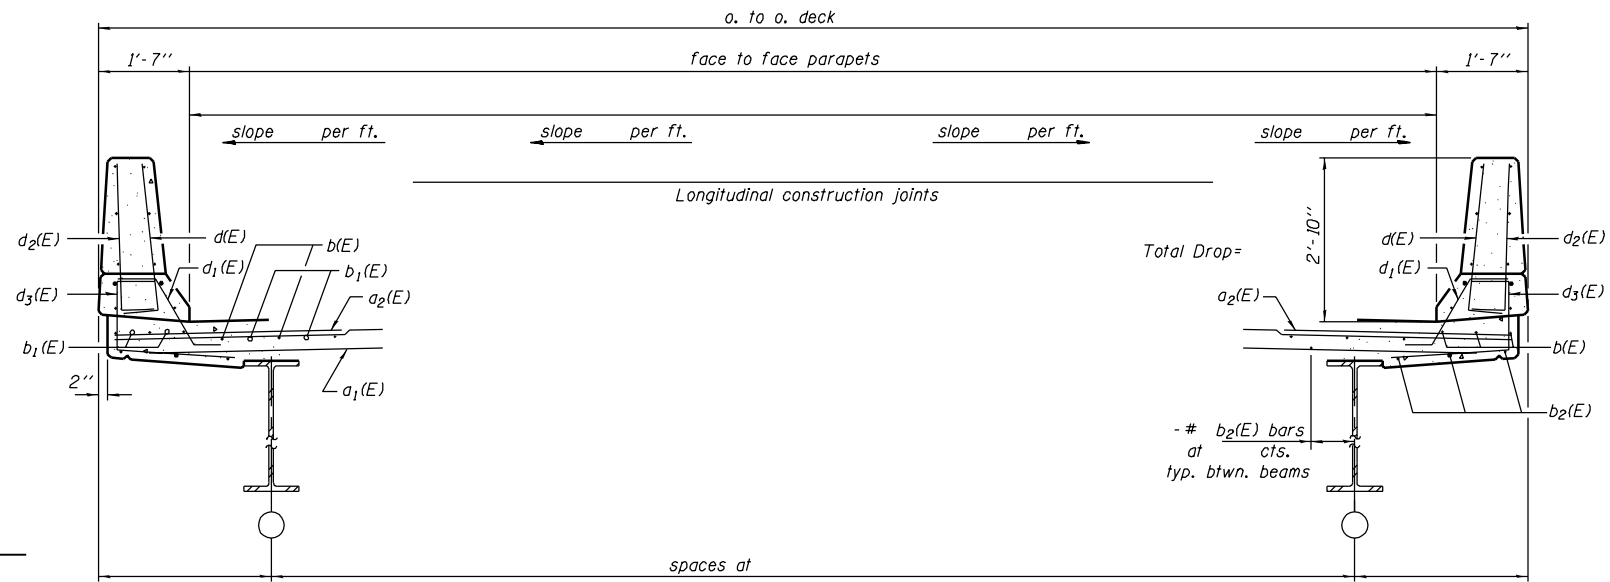 o. to o. deck
1'-7"
face to face parapets
1'-7"
slope per ft.
slope per ft.
slope per ft.
slope per ft.
Longitudinal construction joints
2'-10"
Total Drop=
d2(E)
d(E)
b(E)
d1(E)
b1(E)
d3(E)
a2(E)
b1(E)
2"
a1(E)
d(E)
d2(E)
d1(E)
a2(E)
d3(E)
b(E)
b2(E)
- # b2(E) bars
at cts.
typ. btwn. beams
spaces at